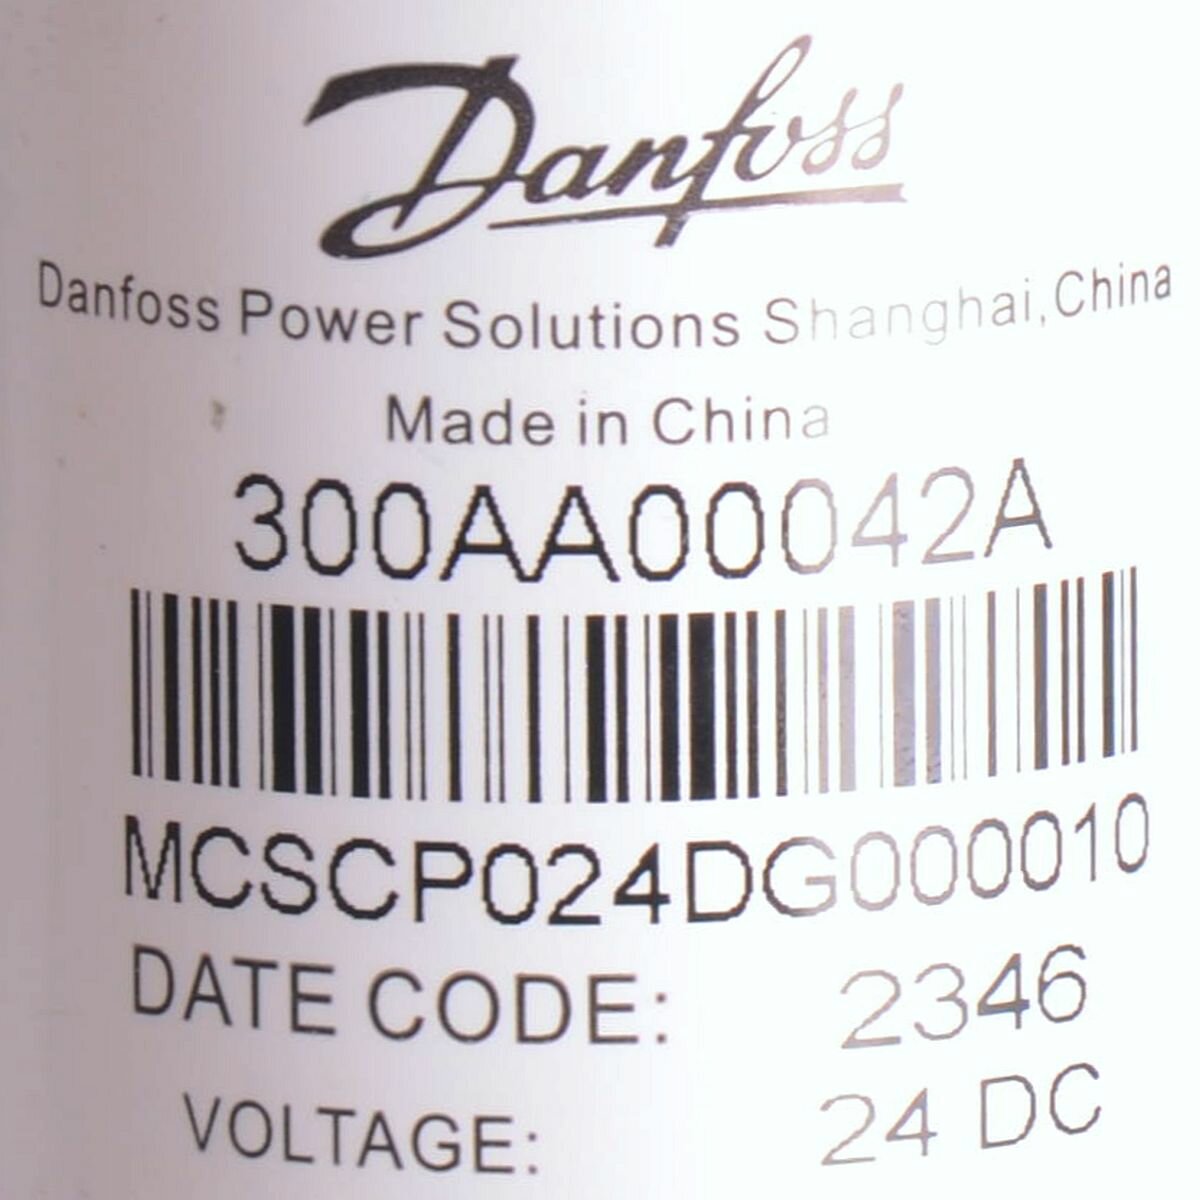 Danfoss
Danfoss Power Solutions Shanghai,China
Made in China
300AA00042A
MCSCP024DG000010
DATE CODE: 2346
VOLTAGE: 24 DC